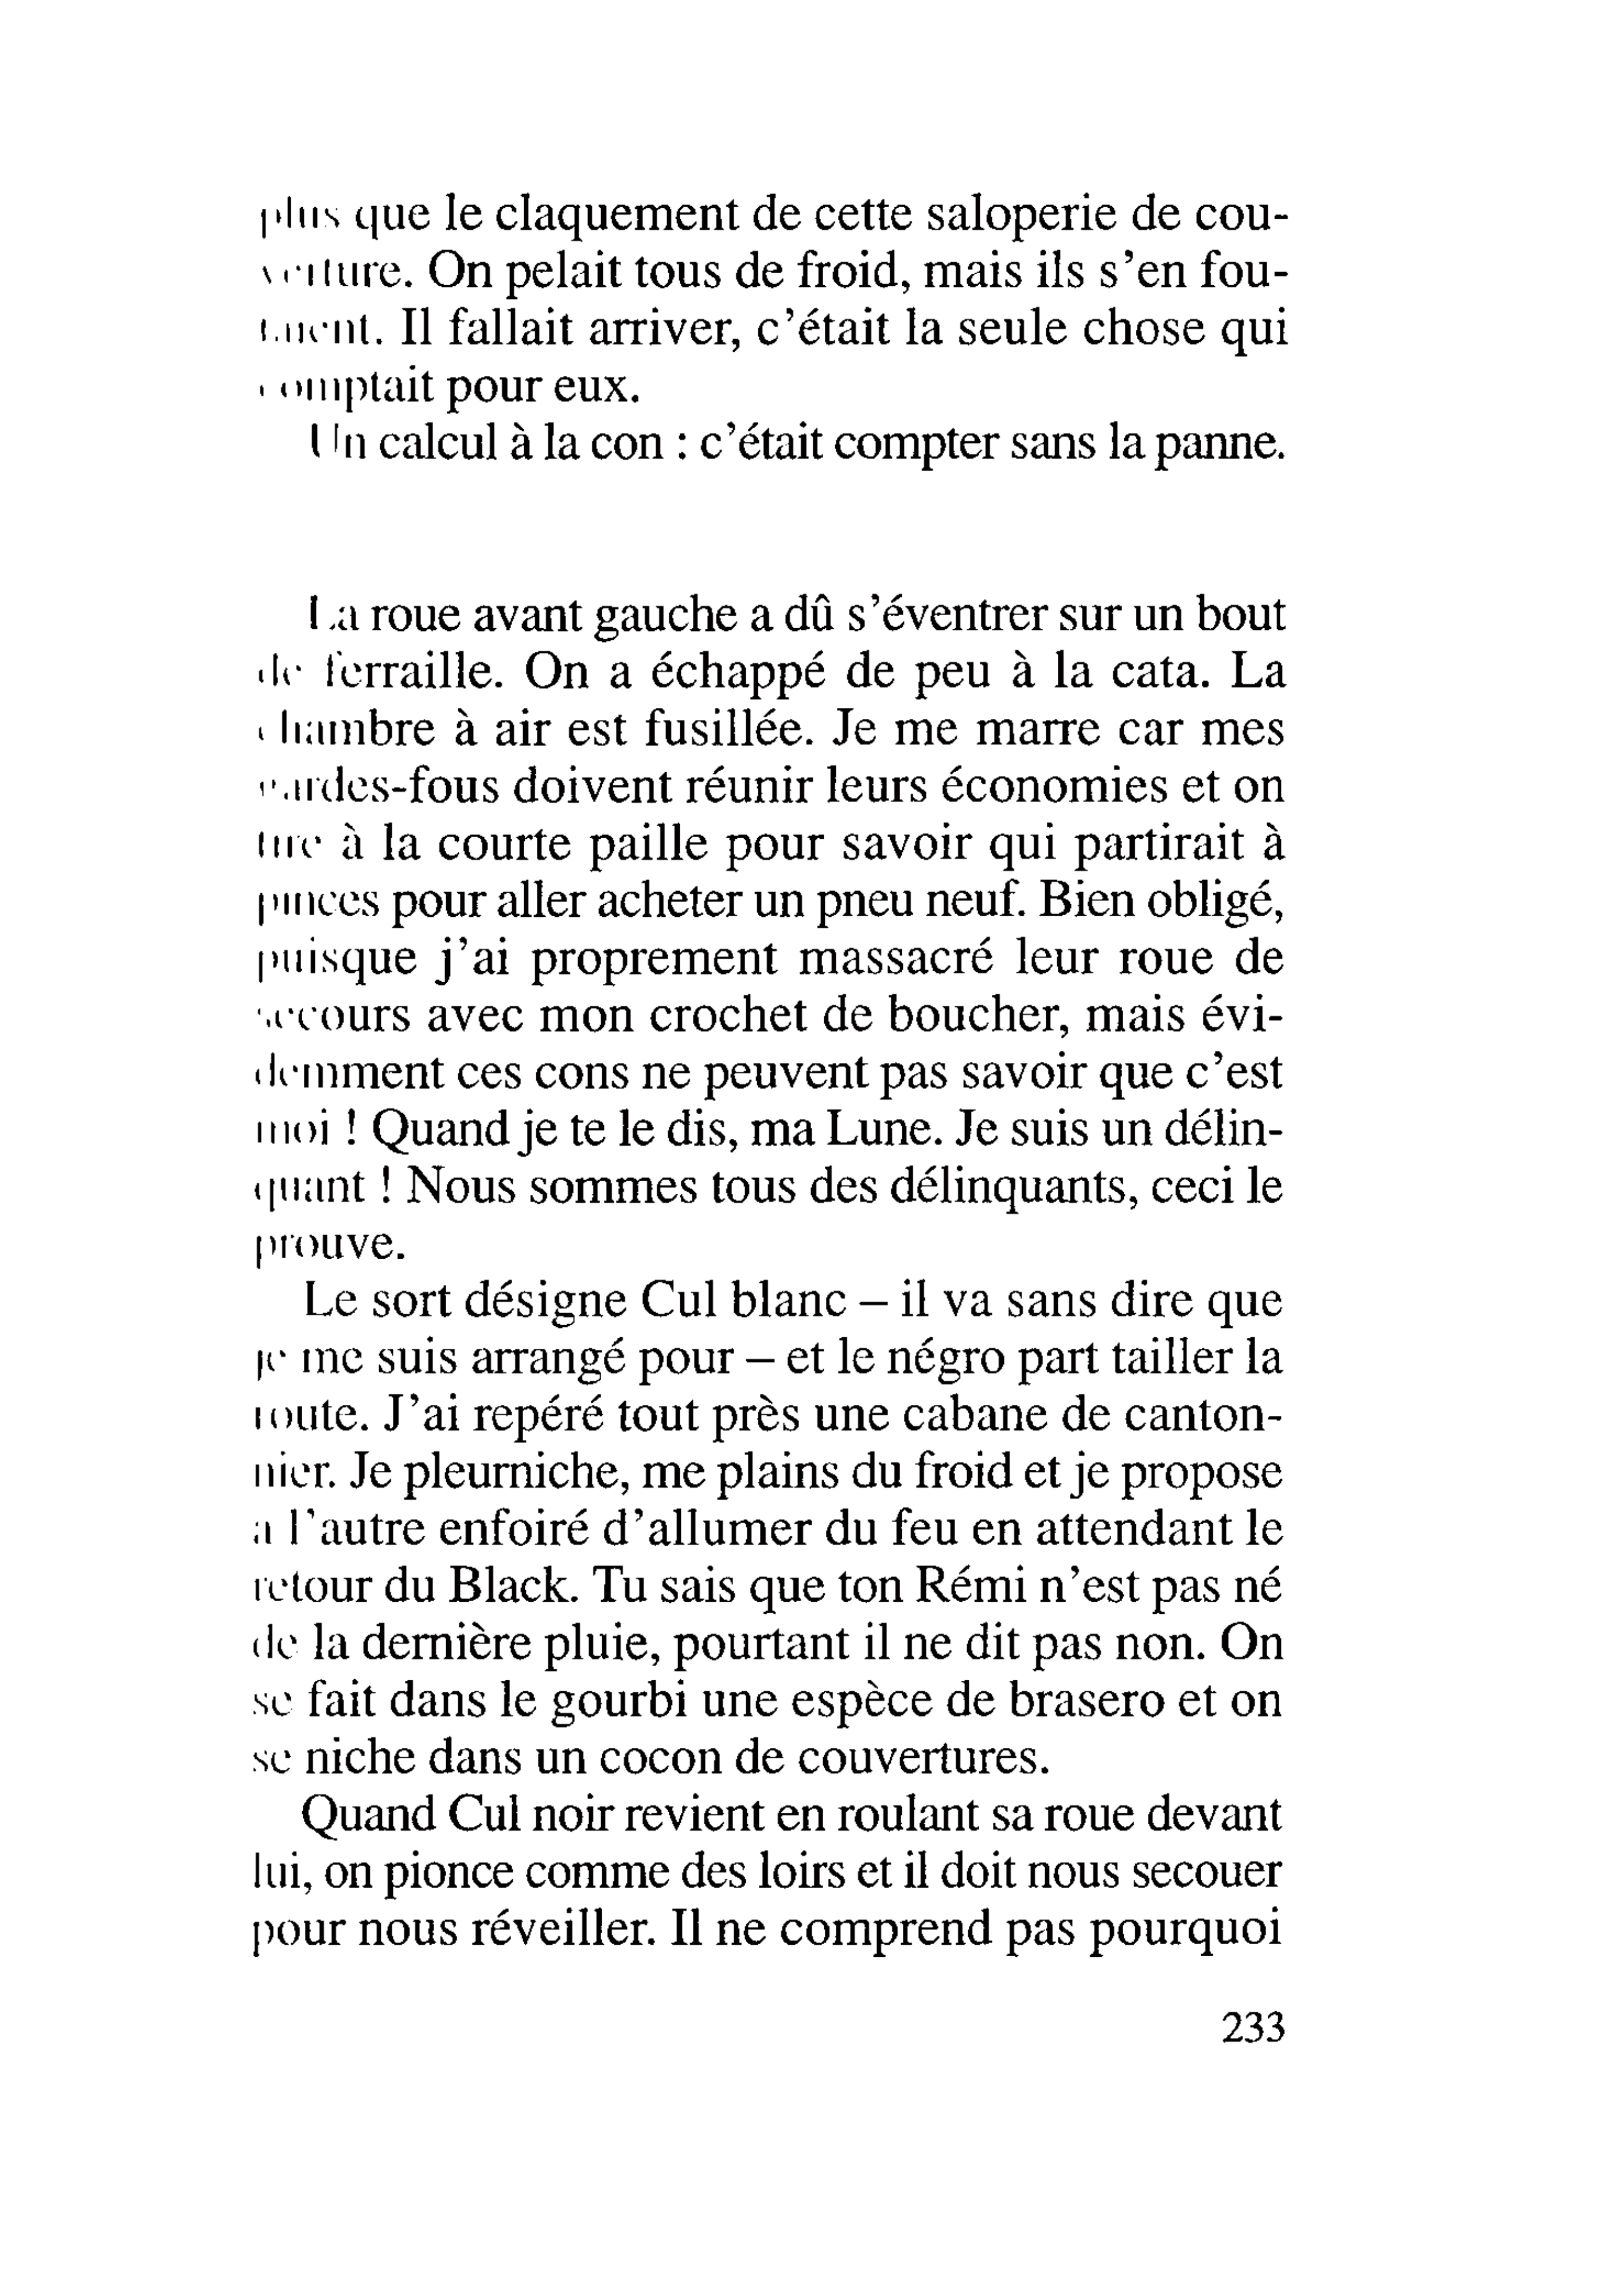 plus que le claquement de cette saloperie de cou-
verture. On pelait tous de froid, mais ils s'en fou-
taient. Il fallait arriver, c'était la seule chose qui
comptait pour eux.
Un calcul à la con : c'était compter sans la panne.
La roue avant gauche a dû s'éventrer sur un bout
de ferraille. On a échappé de peu à la cata. La
chambre à air est fusillée. Je me marre car mes
gardes-fous doivent réunir leurs économies et on
tire à la courte paille pour savoir qui partirait à
pinces pour aller acheter un pneu neuf. Bien obligé,
puisque j'ai proprement massacré leur roue de
secours avec mon crochet de boucher, mais évi-
demment ces cons ne peuvent pas savoir que c'est
moi ! Quand je te le dis, ma Lune. Je suis un délin-
quant ! Nous sommes tous des délinquants, ceci le
prouve.
Le sort désigne Cul blanc – il va sans dire que
je me suis arrangé pour – et le négro part tailler la
route. J'ai repéré tout près une cabane de canton-
nier. Je pleurniche, me plains du froid et je propose
à l'autre enfoiré d'allumer du feu en attendant le
retour du Black. Tu sais que ton Rémi n'est pas né
de la dernière pluie, pourtant il ne dit pas non. On
se fait dans le gourbi une espèce de brasero et on
se niche dans un cocon de couvertures.
Quand Cul noir revient en roulant sa roue devant
lui, on pionce comme des loirs et il doit nous secouer
pour nous réveiller. Il ne comprend pas pourquoi
233